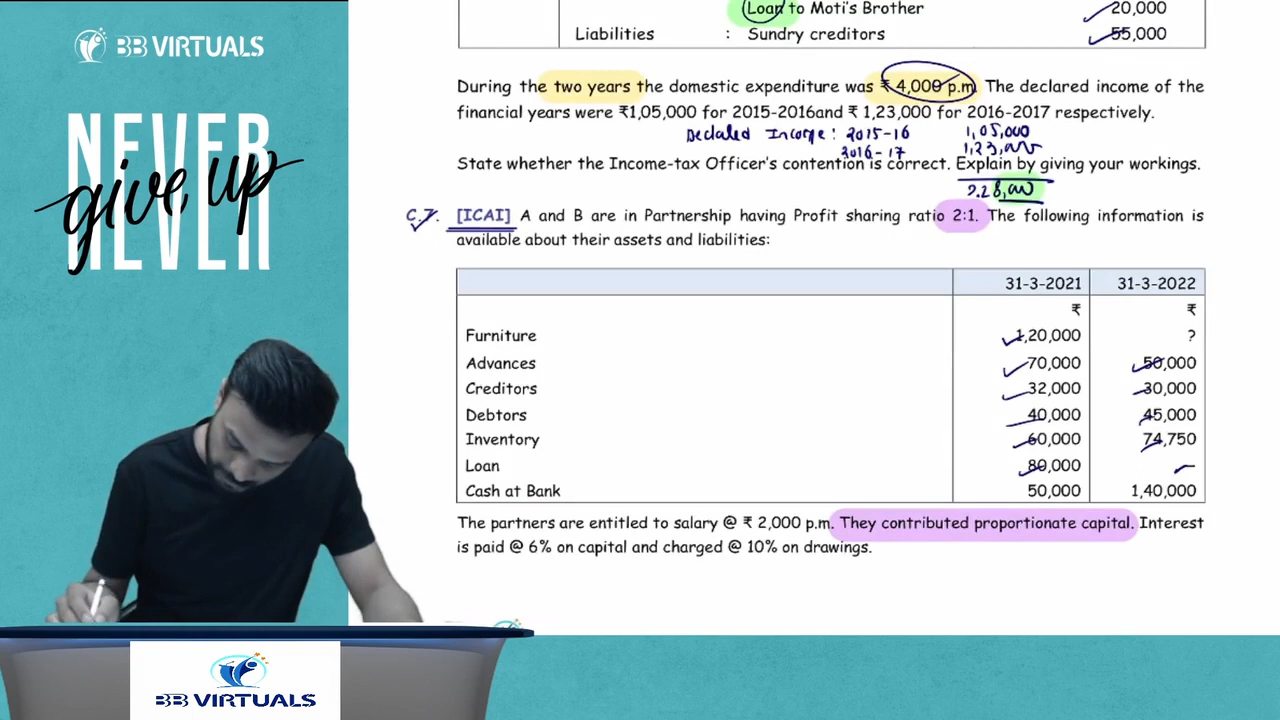 BB VIRTUALS
NEVER
give up
NEVER
Loan to Moti's Brother 20,000
Liabilities : Sundry creditors 55,000
During the two years the domestic expenditure was ₹ 4,000 p.m. The declared income of the
financial years were ₹1,05,000 for 2015-2016and ₹ 1,23,000 for 2016-2017 respectively.
Declared Income: 2015-16 1,05,000
2016-17 1,23,000
State whether the Income-tax Officer's contention is correct. Explain by giving your workings.
2,28,000
C.7. [ICAI] A and B are in Partnership having Profit sharing ratio 2:1. The following information is
available about their assets and liabilities:
31-3-2021 31-3-2022
₹ ₹
Furniture 1,20,000 ?
Advances 70,000 50,000
Creditors 32,000 30,000
Debtors 40,000 45,000
Inventory 60,000 74,750
Loan 80,000 –
Cash at Bank 50,000 1,40,000
The partners are entitled to salary @ ₹ 2,000 p.m. They contributed proportionate capital. Interest
is paid @ 6% on capital and charged @ 10% on drawings.
BB VIRTUALS